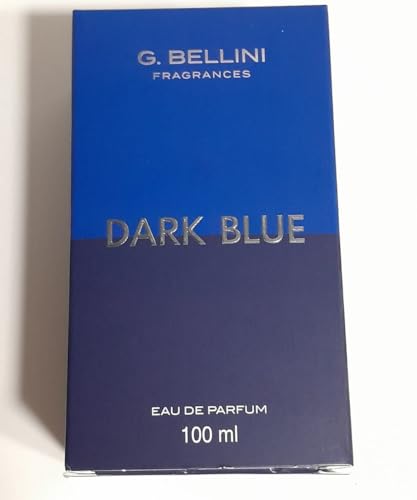 G. BELLINI
FRAGRANCES
DARK BLUE
EAU DE PARFUM
100 ml